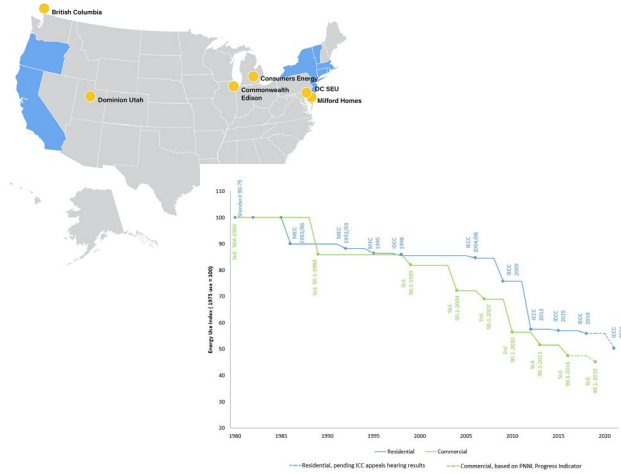 British Columbia
Consumers Energy
DC SEU
Commonwealth
Edison
Milford Homes
Dominion Utah
110
100
90
80
70
60
50
40
30
20
Energy Use Index (1975 use = 100)
Standard 90-75
Std. 90A-1980
MEC
1983/86
Std. 90.1-1989
MEC
1992/93
MEC
1995
IECC
1998
Std.
90.1-1999
Std.
90.1-2004
IECC
2004/06
Std.
90.1-2007
IECC
2009
Std.
90.1-2010
IECC
2012
Std.
90.1-2013
IECC
2015
Std.
90.1-2016
IECC
2018
Std.
90.1-2019
IECC
1980
1985
1990
1995
2000
2005
2010
2015
2020
Residential
Commercial
Residential, pending ICC appeals hearing results
Commercial, based on PNNL Progress Indicator